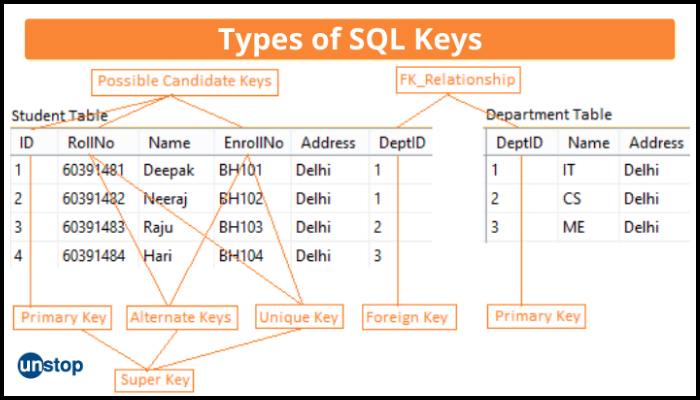 Types of SQL Keys
Possible Candidate Keys
FK_Relationship
Student Table
ID RollNo Name EnrollNo Address DeptID
1 60391481 Deepak BH101 Delhi 1
2 60391432 Neeraj BH102 Delhi 1
3 60391483 Raju BH103 Delhi 2
4 60391484 Hari BH104 Delhi 3
Department Table
DeptID Name Address
1 IT Delhi
2 CS Delhi
3 ME Delhi
Primary Key
Alternate Keys
Unique Key
Foreign Key
Primary Key
Super Key
unstop